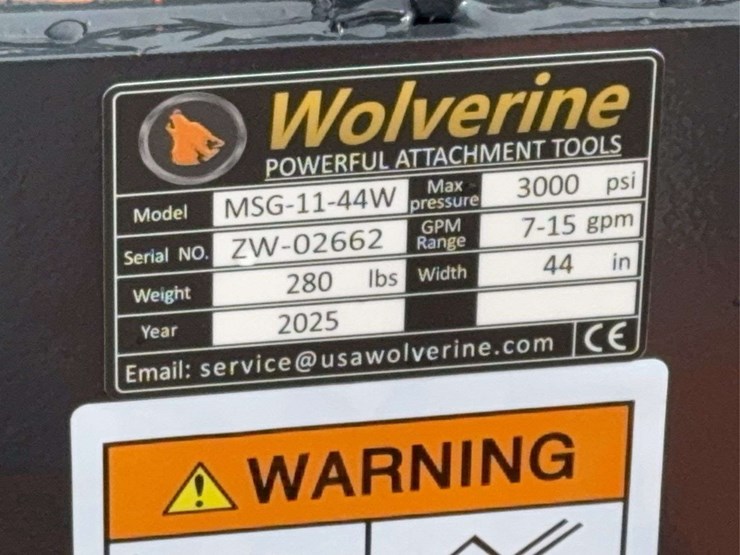 Wolverine
POWERFUL ATTACHMENT TOOLS
Model MSG-11-44W Max pressure 3000 psi
Serial NO. ZW-02662 GPM Range 7-15 gpm
Weight 280 lbs Width 44 in
Year 2025
Email: service@usawolverine.com CE
WARNING